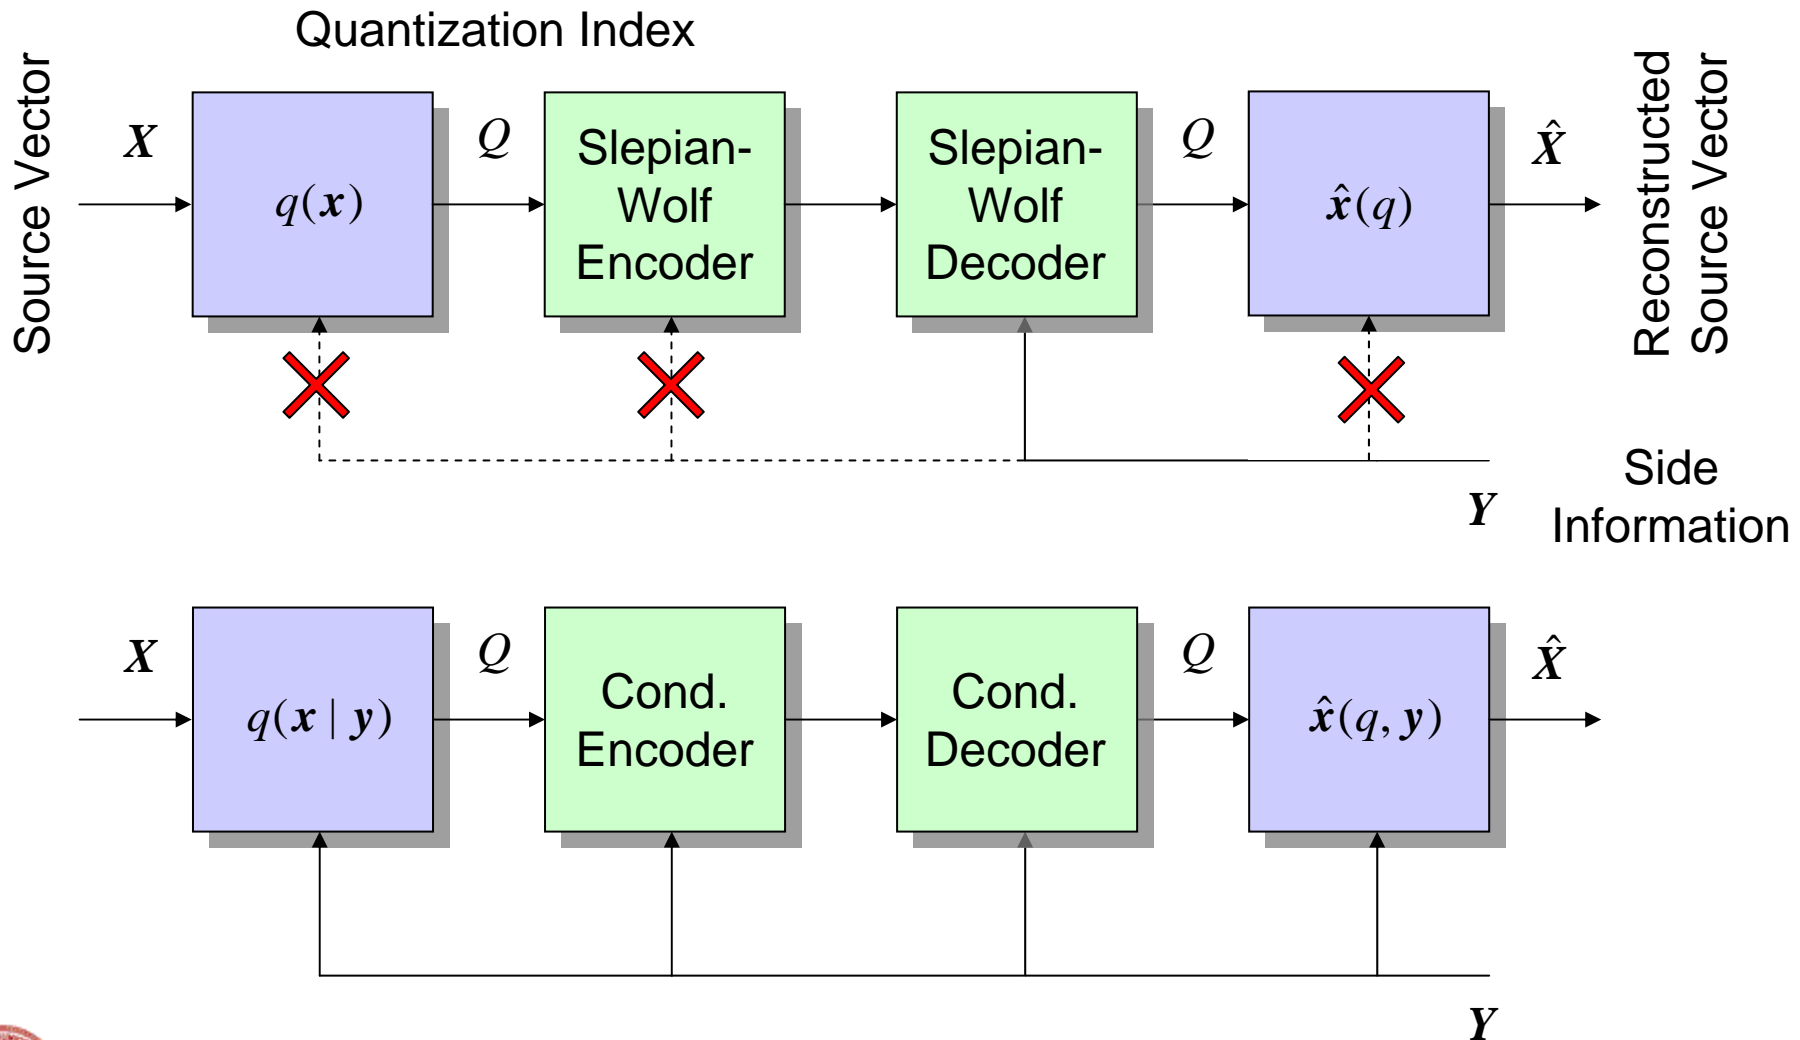 Quantization Index
Source Vector
X
q(x)
Q
Slepian-
Wolf
Encoder
Slepian-
Wolf
Decoder
Q
x̂(q)
X̂
Reconstructed
Source Vector
Y
Side
Information
X
q(x | y)
Q
Cond.
Encoder
Cond.
Decoder
Q
x̂(q, y)
X̂
Y